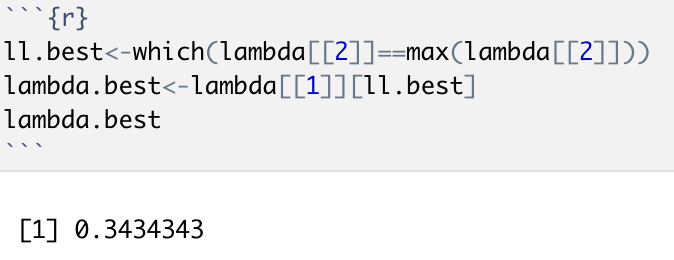 ```{r}
ll.best<-which(lambda[[2]]==max(lambda[[2]]))
lambda.best<-lambda[[1]][ll.best]
lambda.best
```
[1] 0.3434343